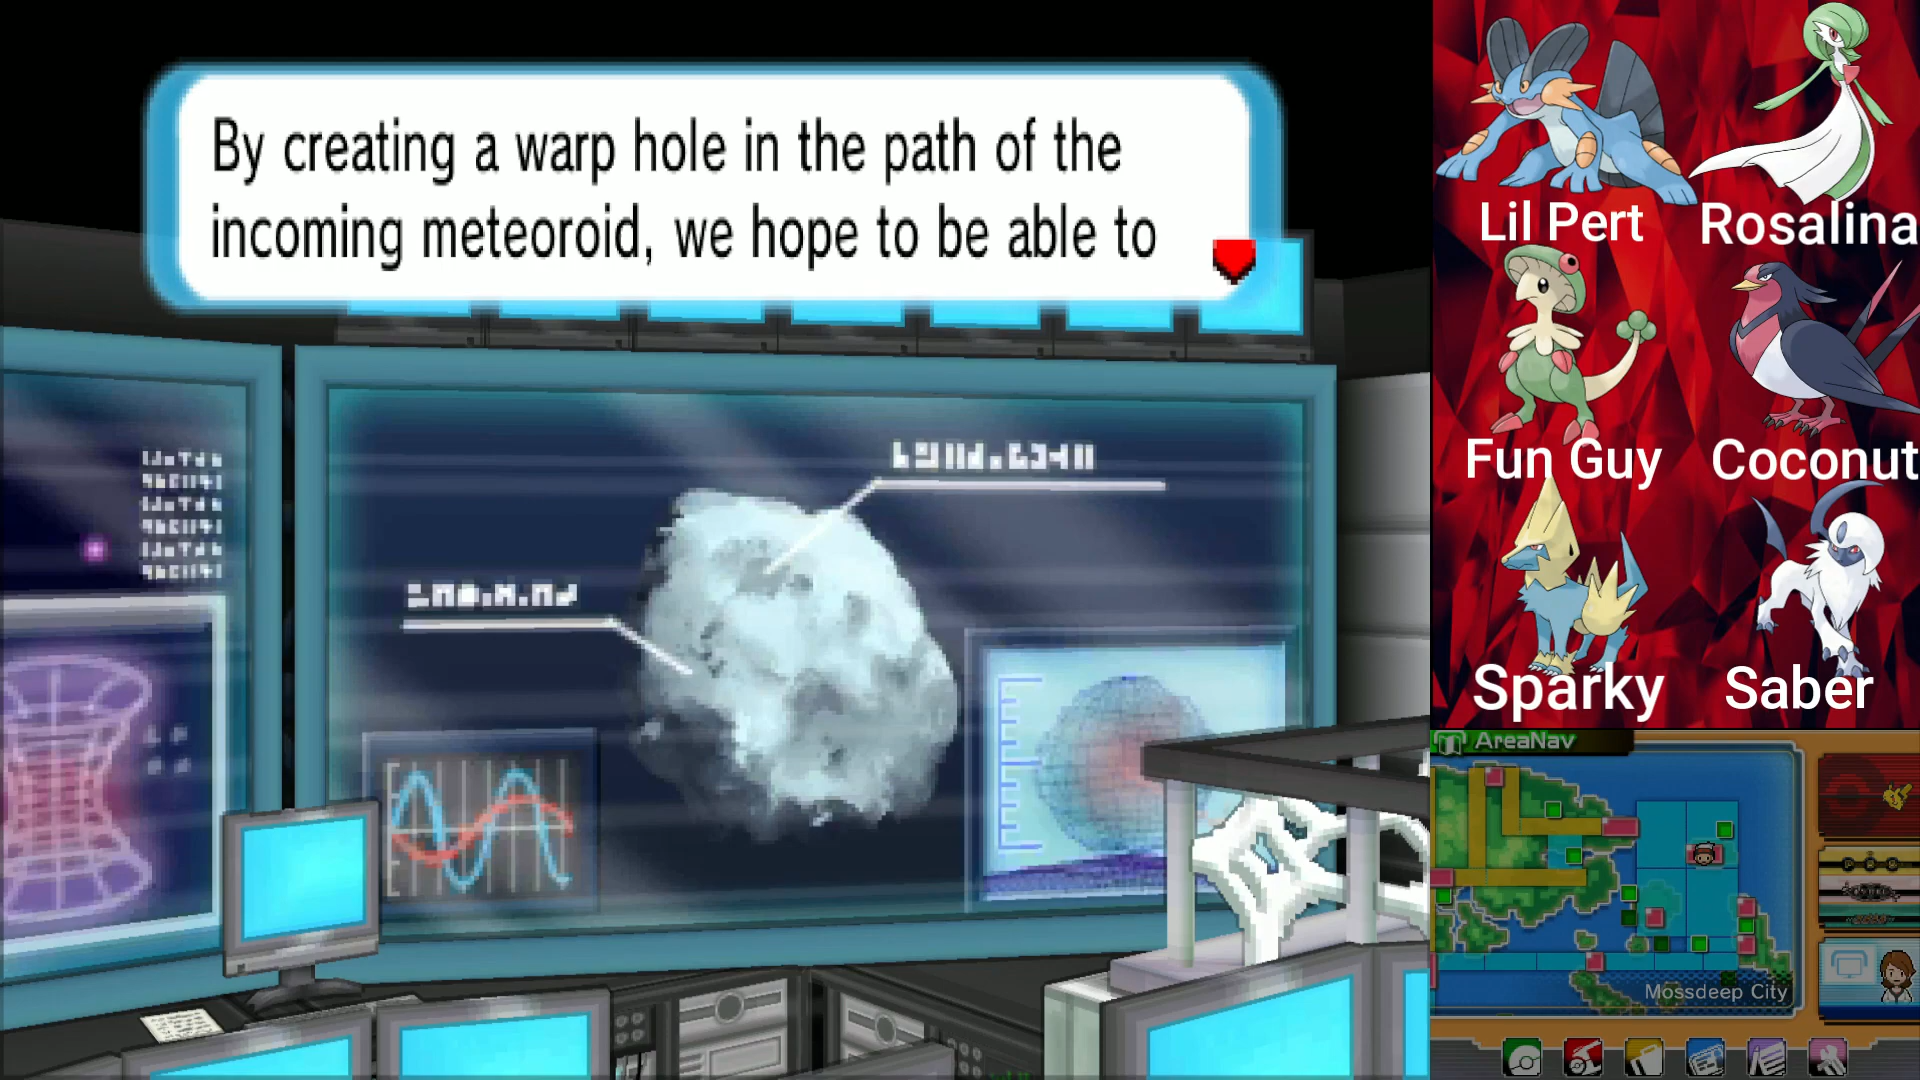 By creating a warp hole in the path of the
incoming meteoroid, we hope to be able to
Lil Pert
Rosalina
Fun Guy
Coconut
Sparky
Saber
AreaNav
Mossdeep City